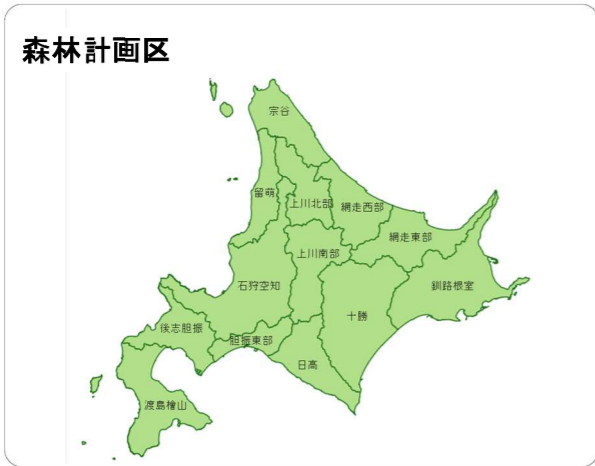 森林計画区
宗谷
留萌
上川北部
網走西部
網走東部
上川南部
石狩空知
釧路根室
十勝
後志胆振
胆振東部
日高
渡島檜山